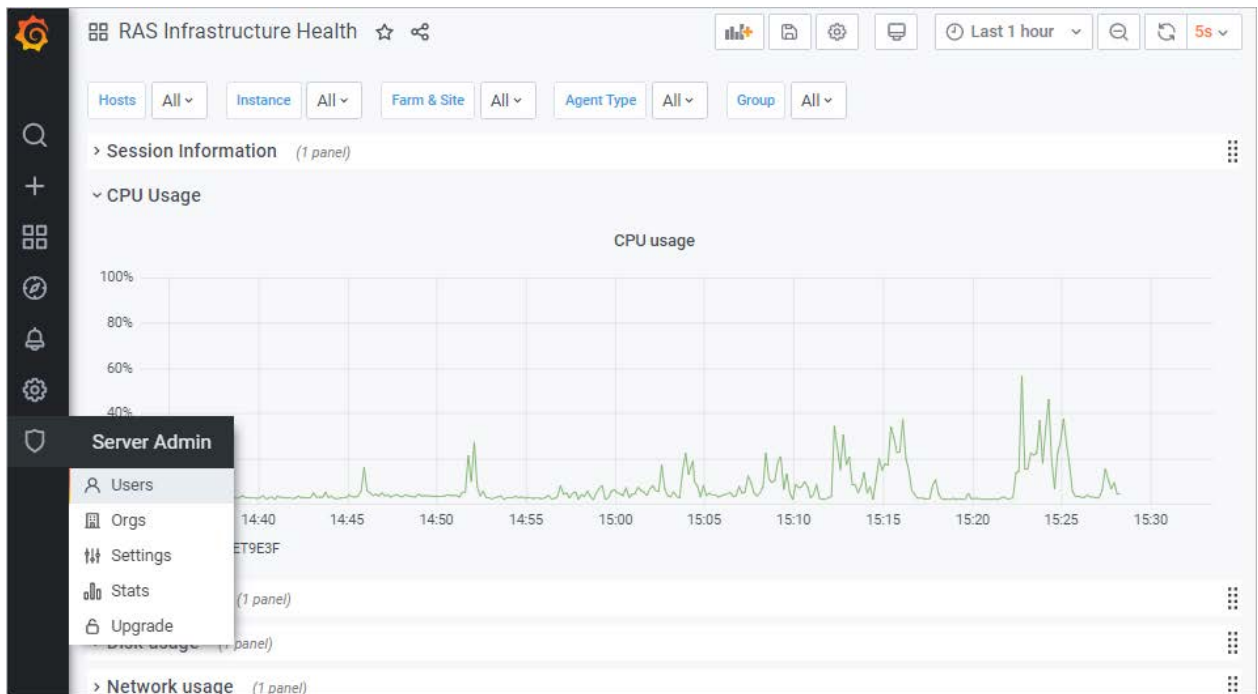 RAS Infrastructure Health Last 1 hour 5s
Hosts All Instance All Farm & Site All Agent Type All Group All
Session Information (1 panel)
CPU Usage
CPU usage
100%
80%
60%
40%
Server Admin
Users
Orgs
Settings
Stats
Upgrade
14:40 14:45 14:50 14:55 15:00 15:05 15:10 15:15 15:20 15:25 15:30
ET9E3F
(1 panel)
Disk usage (1 panel)
Network usage (1 panel)